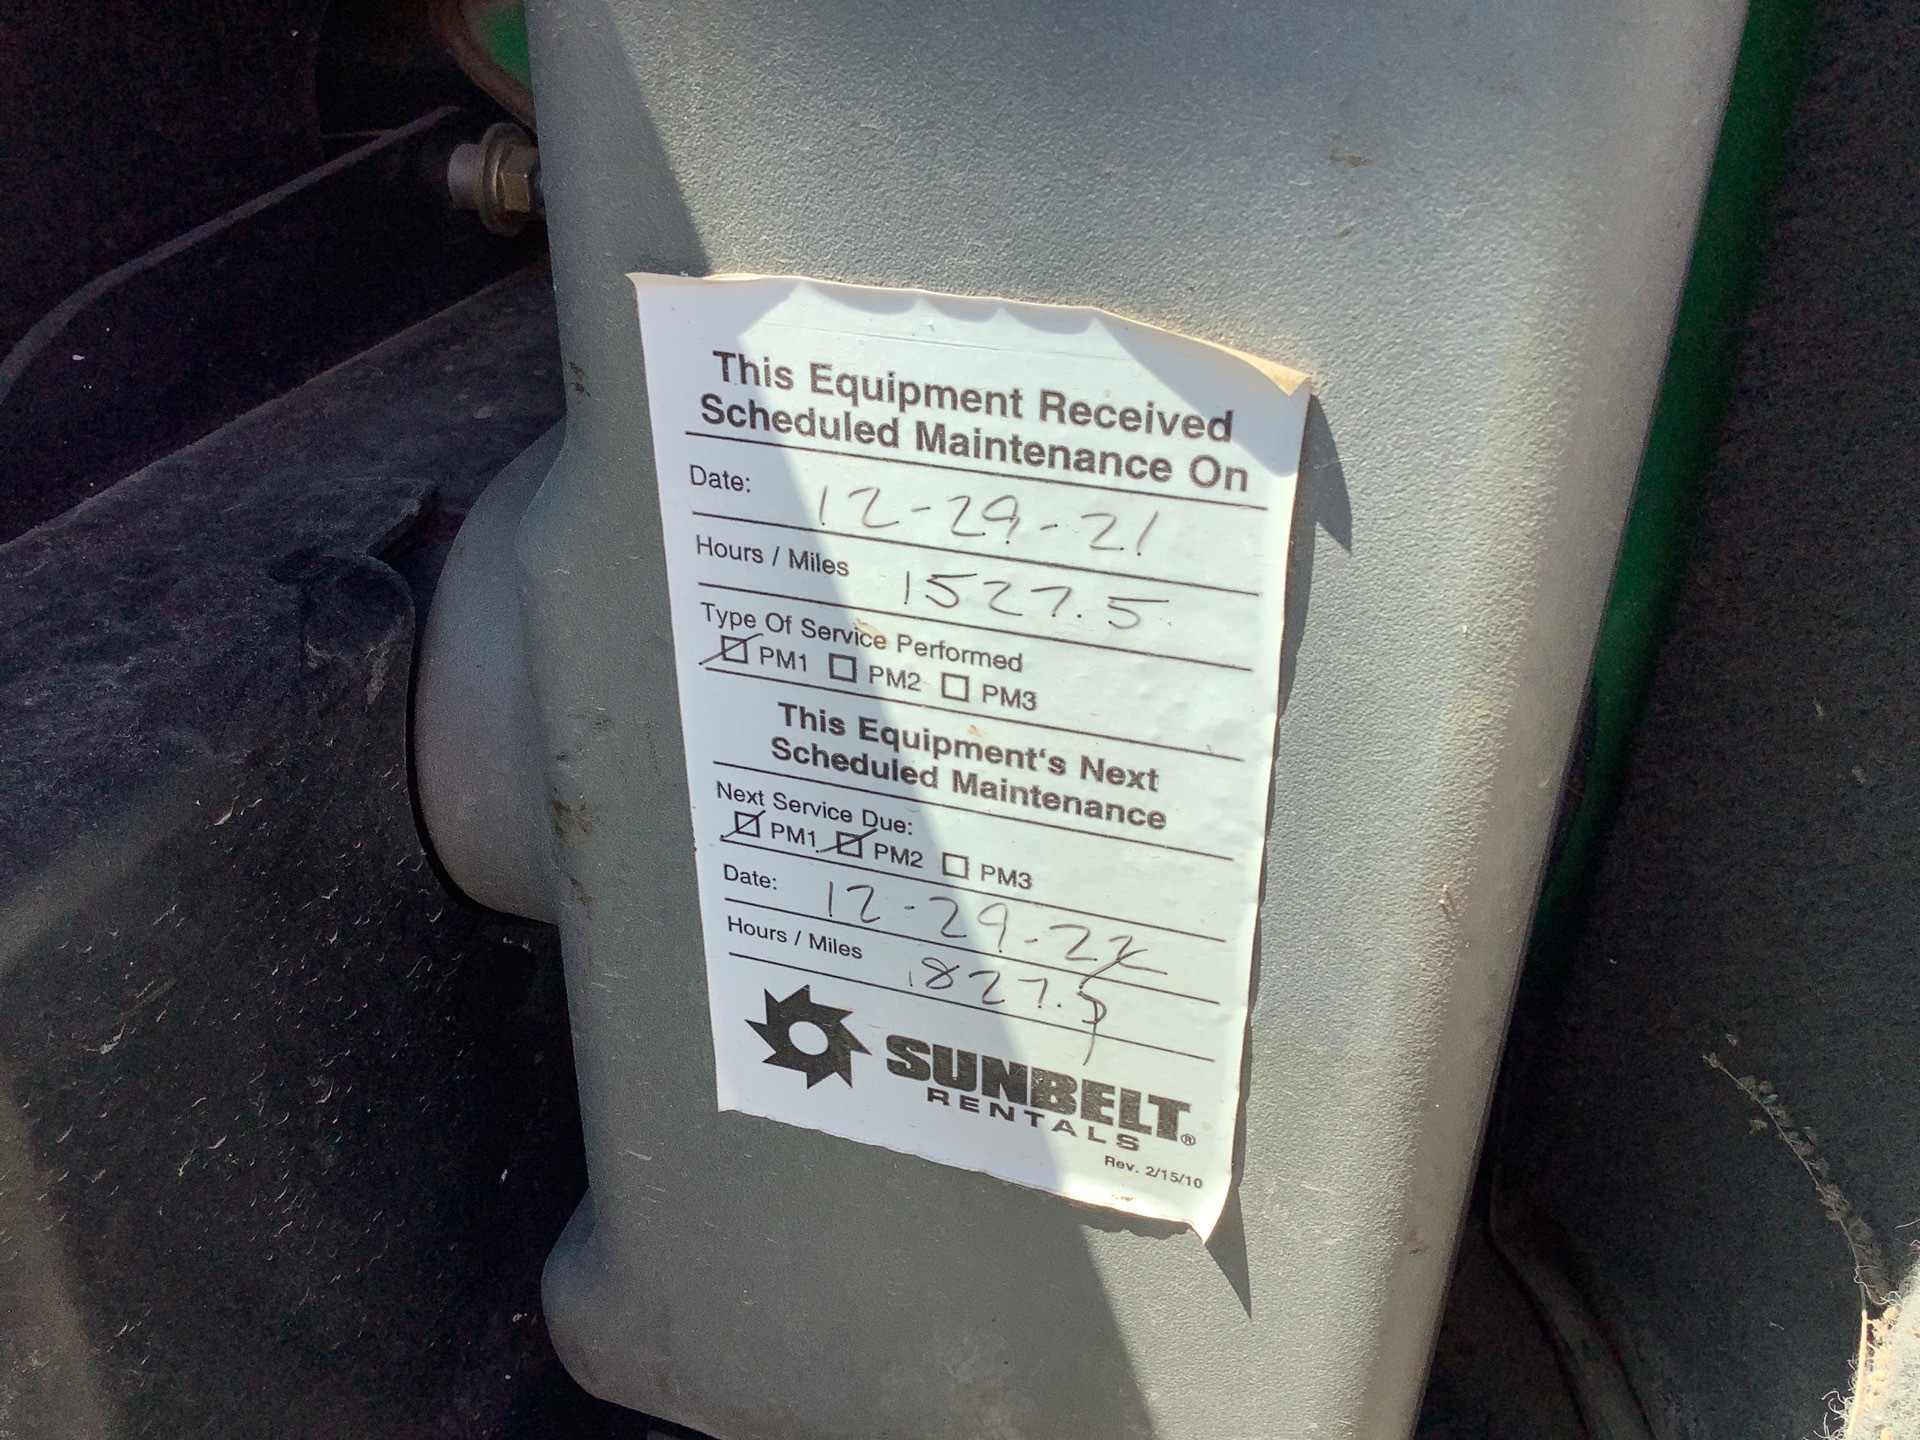 This Equipment Received
Scheduled Maintenance On
Date: 12-29-21
Hours / Miles 1527.5
Type Of Service Performed
PM1 PM2 PM3
This Equipment's Next
Scheduled Maintenance
Next Service Due:
PM1 PM2 PM3
Date: 12-29-22
Hours / Miles 1827.5
SUNBELT®
RENTALS
Rev. 2/15/10